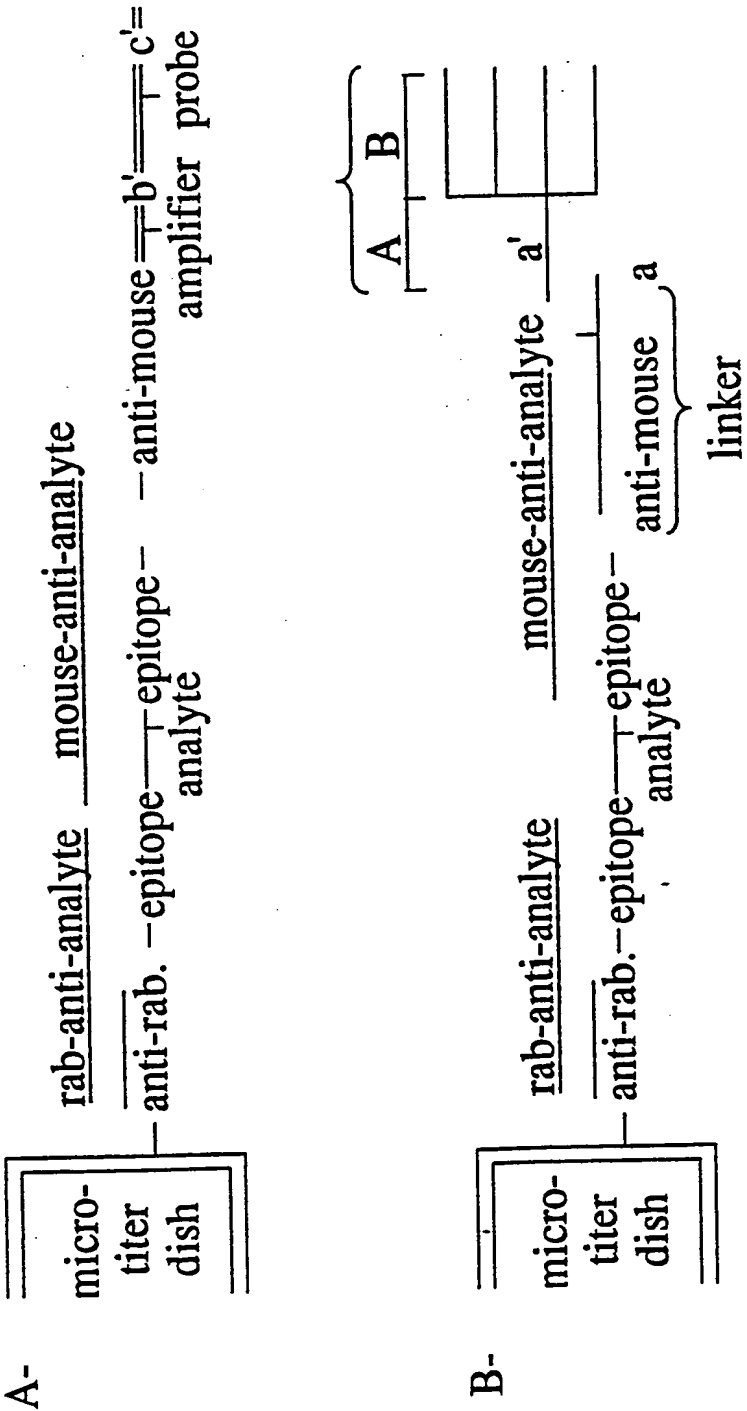 A-
rab-anti-analyte mouse-anti-analyte
micro-
titer
dish
anti-rab. –epitope epitope– –anti-mouse b' c'
analyte
amplifier probe
B-
A B
rab-anti-analyte mouse-anti-analyte a'
micro-
titer
dish
anti-rab.–epitope epitope–
analyte
anti-mouse a
linker